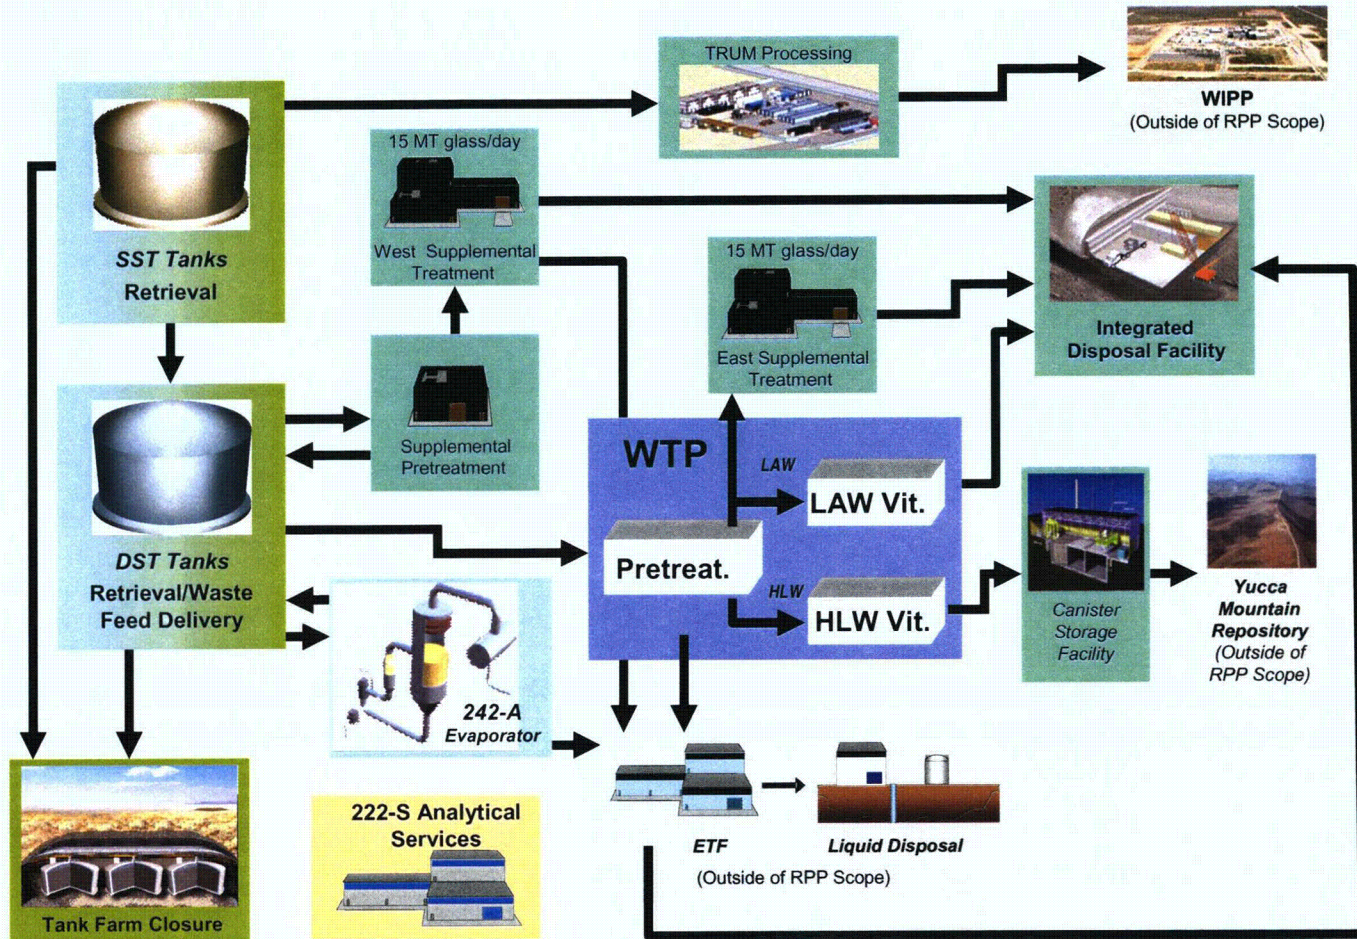 TRUM Processing
WIPP
(Outside of RPP Scope)
SST Tanks
Retrieval
15 MT glass/day
West Supplemental
Treatment
15 MT glass/day
East Supplemental
Treatment
Integrated
Disposal Facility
DST Tanks
Retrieval/Waste
Feed Delivery
Supplemental
Pretreatment
WTP
Pretreat.
LAW
LAW Vit.
HLW
HLW Vit.
Canister
Storage
Facility
Yucca
Mountain
Repository
(Outside of
RPP Scope)
242-A
Evaporator
Tank Farm Closure
222-S Analytical
Services
ETF
Liquid Disposal
(Outside of RPP Scope)